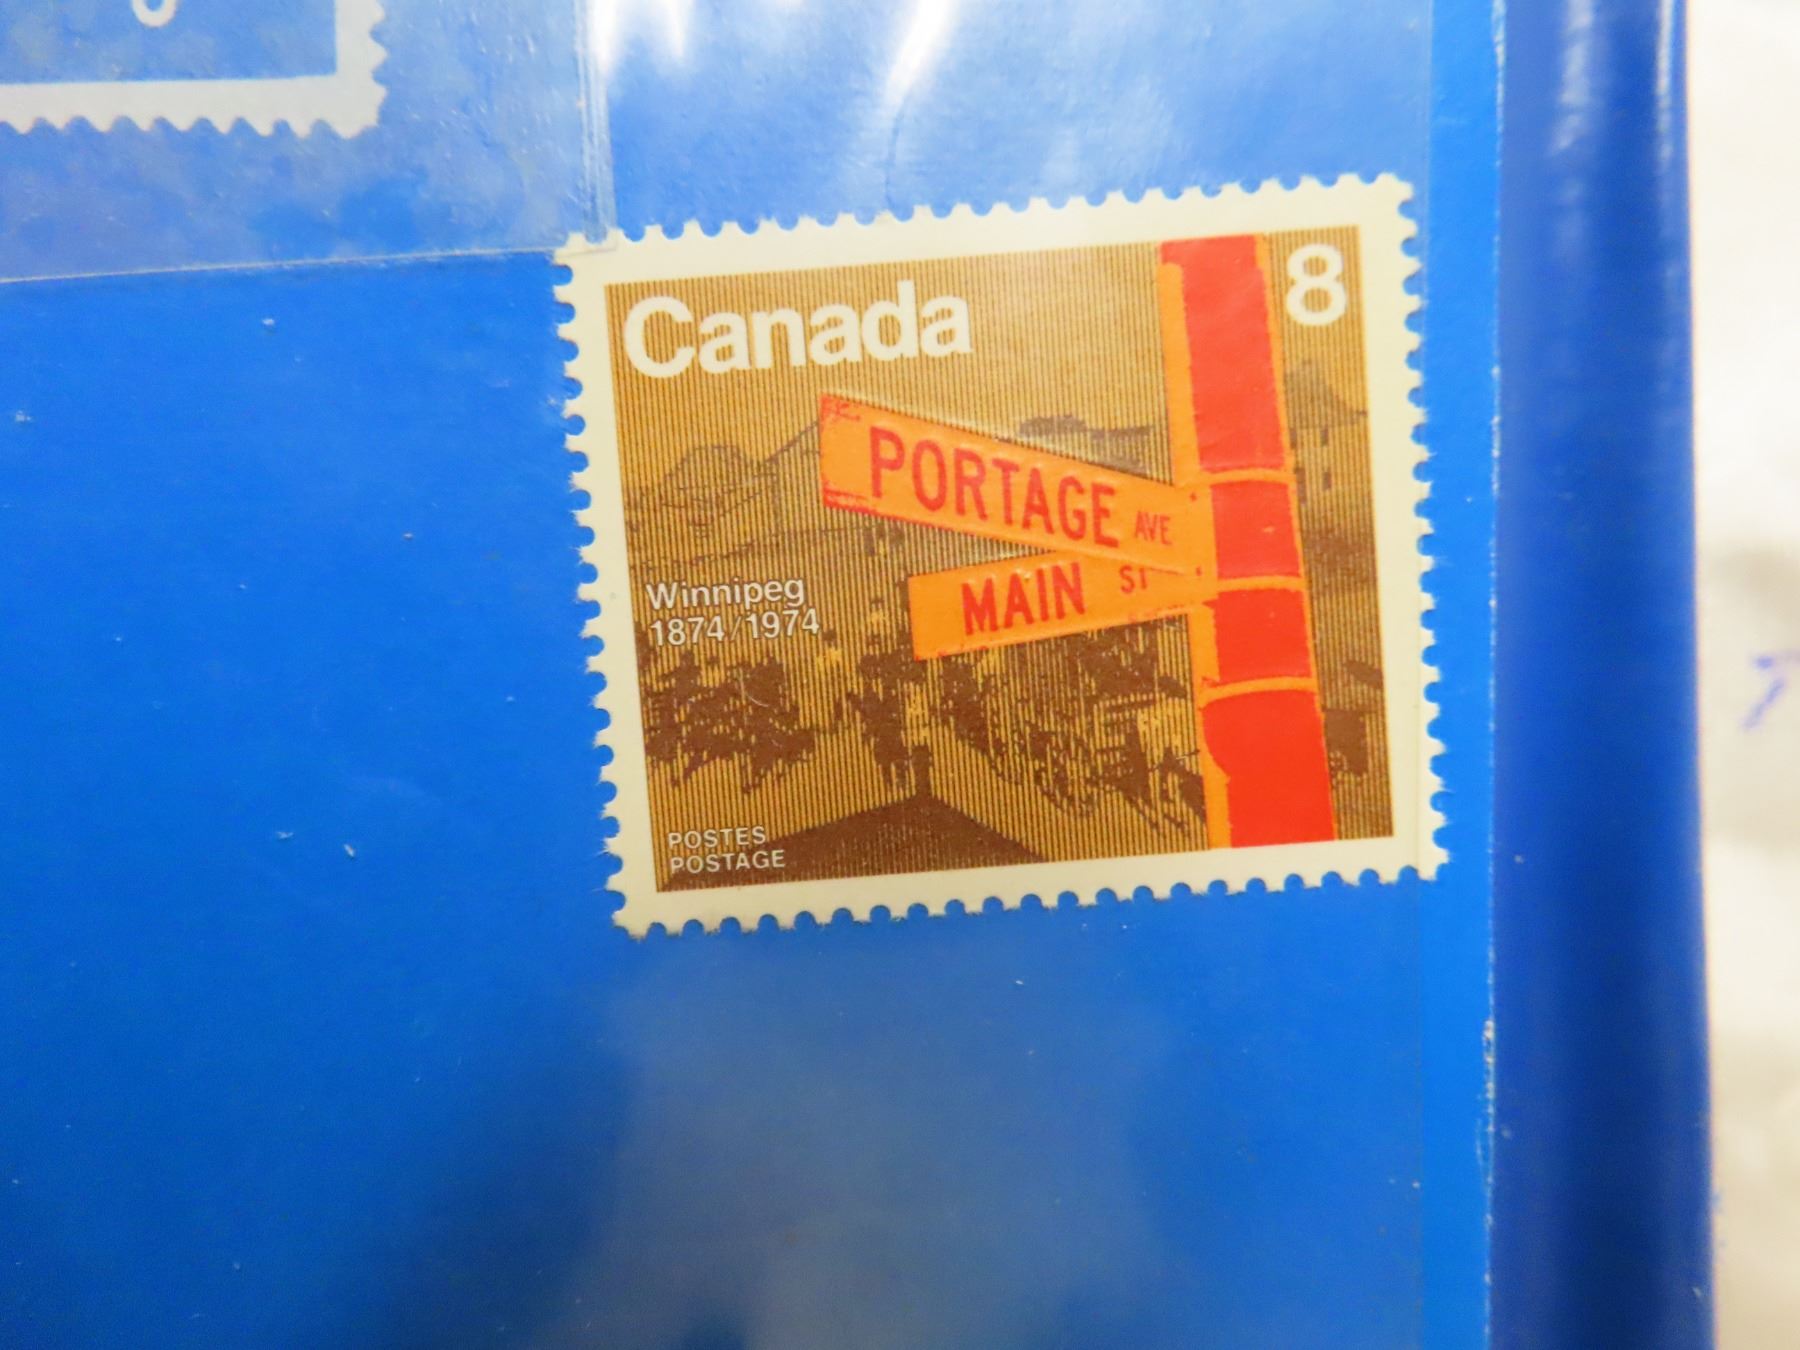 Canada
8
PORTAGE AVE
MAIN ST
Winnipeg
1874/1974
POSTES
POSTAGE